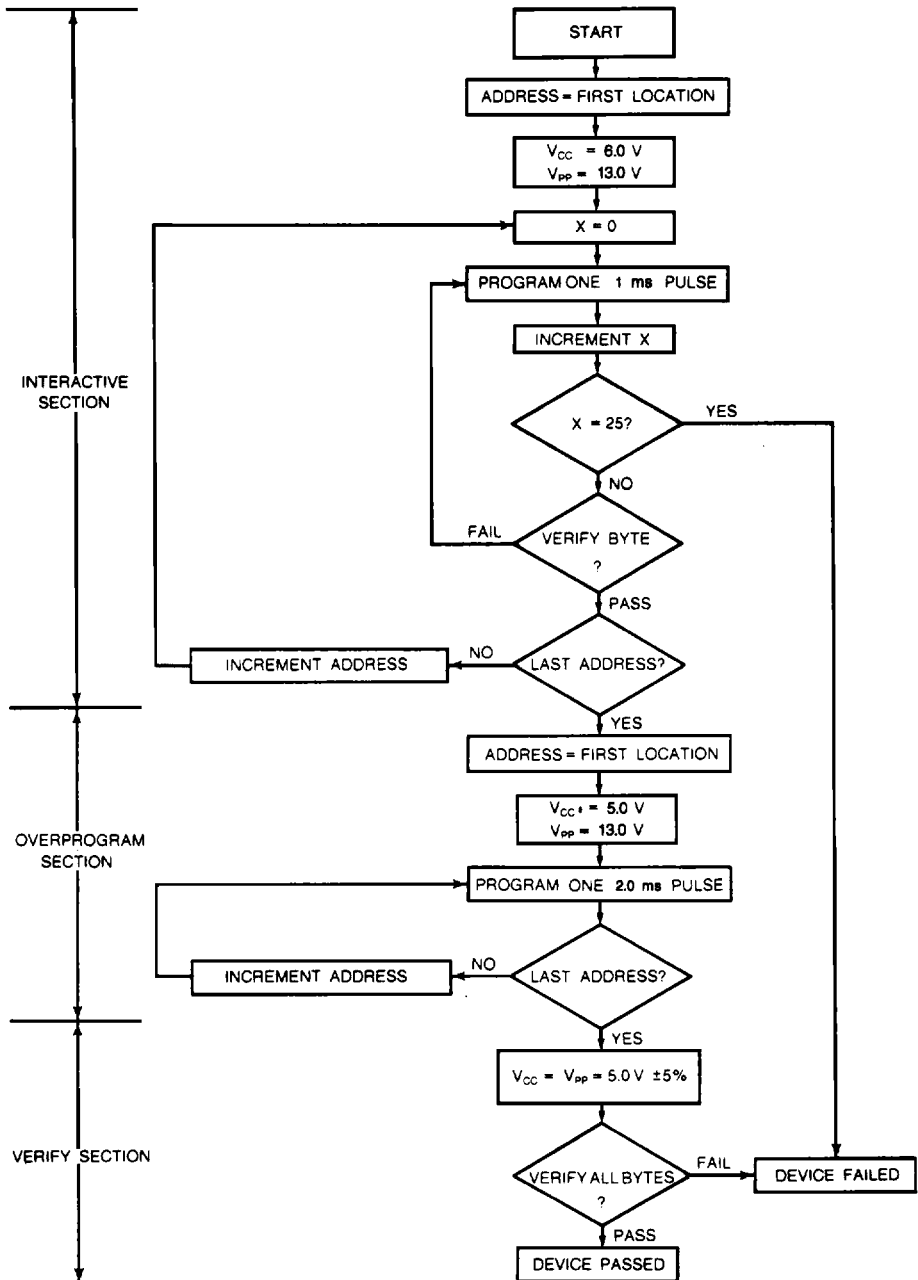 START
ADDRESS = FIRST LOCATION
VCC = 6.0 V
VPP = 13.0 V
X = 0
PROGRAM ONE 1 ms PULSE
INCREMENT X
INTERACTIVE
SECTION
X = 25?
YES
NO
FAIL
VERIFY BYTE
?
PASS
INCREMENT ADDRESS
NO
LAST ADDRESS?
YES
ADDRESS = FIRST LOCATION
VCC = 5.0 V
VPP = 13.0 V
OVERPROGRAM
SECTION
PROGRAM ONE 2.0 ms PULSE
INCREMENT ADDRESS
NO
LAST ADDRESS?
YES
VCC = VPP = 5.0 V ±5%
VERIFY SECTION
VERIFY ALL BYTES
?
FAIL
DEVICE FAILED
PASS
DEVICE PASSED